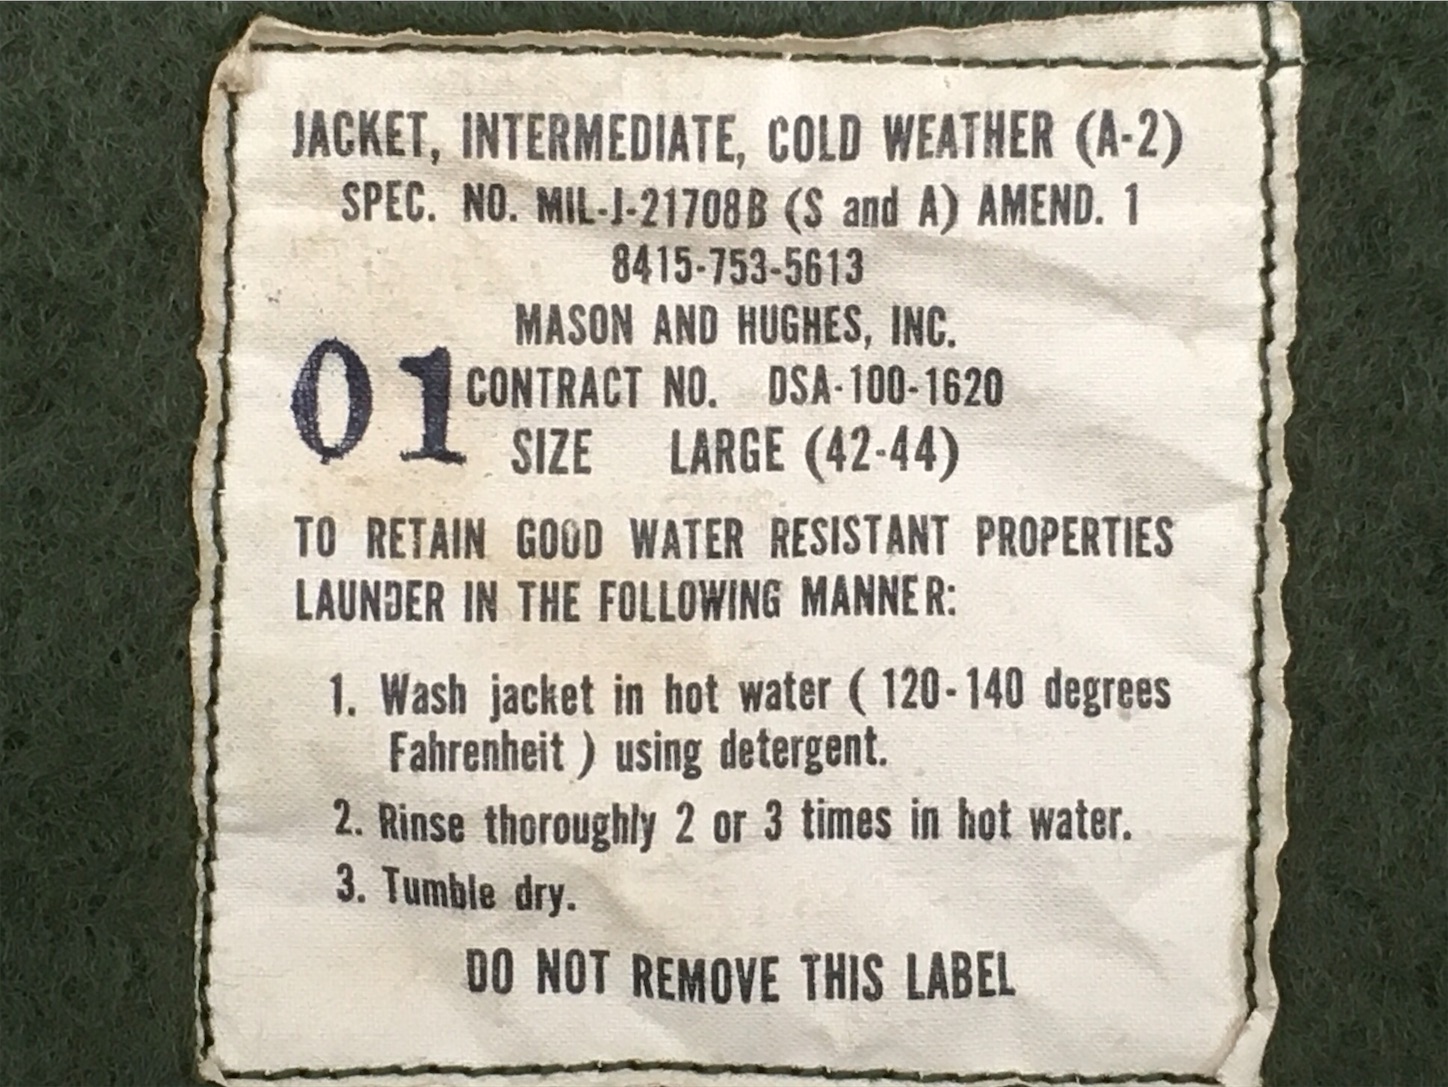 JACKET, INTERMEDIATE, COLD WEATHER (A-2)
SPEC. NO. MIL-J-21708B (S and A) AMEND. 1
8415-753-5613
MASON AND HUGHES, INC.
01
CONTRACT NO. DSA-100-1620
SIZE LARGE (42-44)
TO RETAIN GOOD WATER RESISTANT PROPERTIES
LAUNDER IN THE FOLLOWING MANNER:
1. Wash jacket in hot water ( 120-140 degrees
Fahrenheit ) using detergent.
2. Rinse thoroughly 2 or 3 times in hot water.
3. Tumble dry.
DO NOT REMOVE THIS LABEL